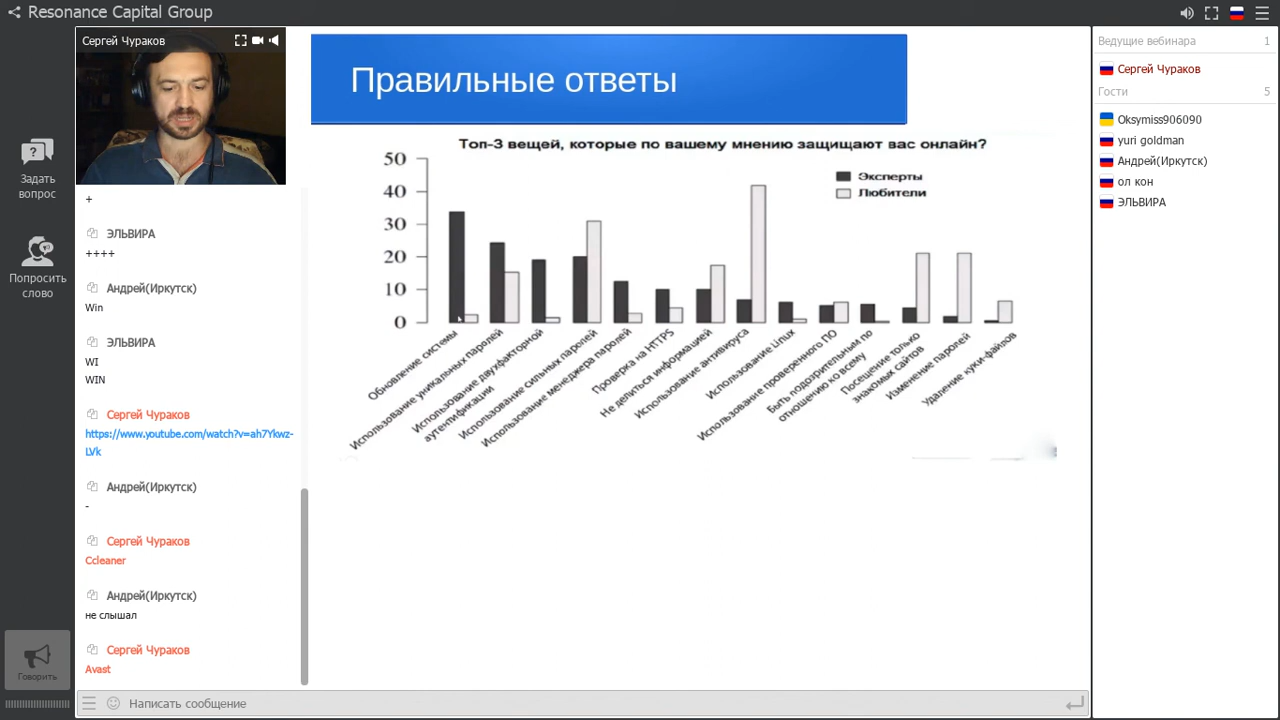 Resonance Capital Group
Сергей Чураков
Задать
вопрос
Попросить
слово
Говорить
+
ЭЛЬВИРА
++++
Андрей(Иркутск)
Win
ЭЛЬВИРА
WI
WIN
Сергей Чураков
https://www.youtube.com/watch?v=ah7Ykwz-
LVk
Андрей(Иркутск)
-
Сергей Чураков
Ccleaner
Андрей(Иркутск)
не слышал
Сергей Чураков
Avast
Написать сообщение
Правильные ответы
Топ-3 вещей, которые по вашему мнению защищают вас онлайн?
50
40
30
20
10
0
Эксперты
Любители
Обновление системы
Использование уникальных паролей
Использование двухфакторной
аутентификации
Использование сильных паролей
Использование менеджера паролей
Проверка на HTTPS
Не делиться информацией
Использование антивируса
Использование Linux
Использование проверенного ПО
Быть подозрительным по
отношению ко всему
Посещение только
знакомых сайтов
Изменение паролей
Удаление куки-файлов
Ведущие вебинара 1
Сергей Чураков
Гости 5
Oksymiss906090
yuri goldman
Андрей(Иркутск)
ол кон
ЭЛЬВИРА